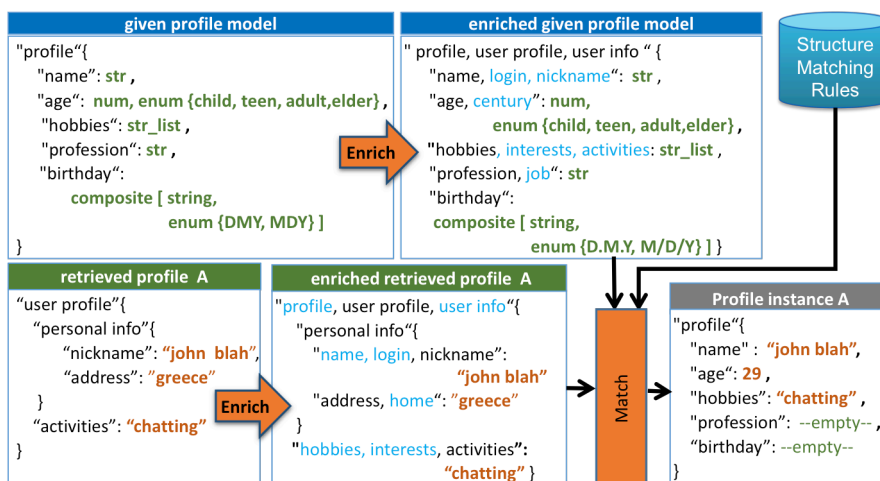 given profile model
"profile“{
"name”: str ,
"age“: num, enum {child, teen, adult,elder} ,
"hobbies“: str_list ,
"profession“: str ,
"birthday“:
composite [ string,
enum {DMY, MDY} ]
}
Enrich
enriched given profile model
" profile, user profile, user info “ {
"name, login, nickname“: str ,
"age, century”: num,
enum {child, teen, adult,elder} ,
"hobbies, interests, activities: str_list ,
"profession, job“: str
"birthday”:
composite [ string,
enum {D.M.Y, M/D/Y} ] }
Structure
Matching
Rules
retrieved profile A
“user profile”{
“personal info”{
“nickname”: “john blah”,
“address”: ”greece”
}
“activities”: “chatting”
}
Enrich
enriched retrieved profile A
"profile, user profile, user info“{
"personal info“{
"name, login, nickname”:
“john blah”
"address, home“: ”greece”
}
"hobbies, interests, activities”:
“chatting” }
Match
Profile instance A
"profile“{
"name" : “john blah”,
"age“: 29 ,
"hobbies”: “chatting” ,
"profession”: --empty-- ,
“birthday”: --empty--
}